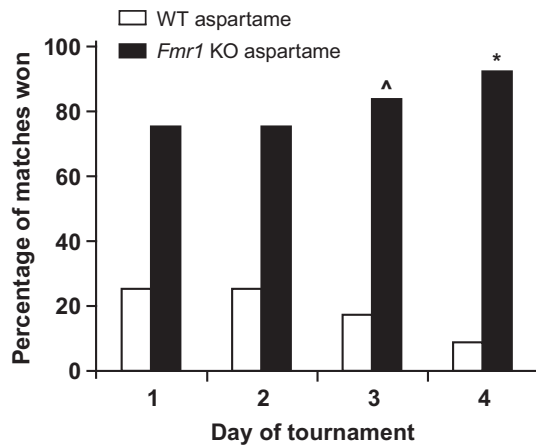 WT aspartame
Fmr1 KO aspartame
Percentage of matches won
100
80
60
40
20
0
^
*
1 2 3 4
Day of tournament